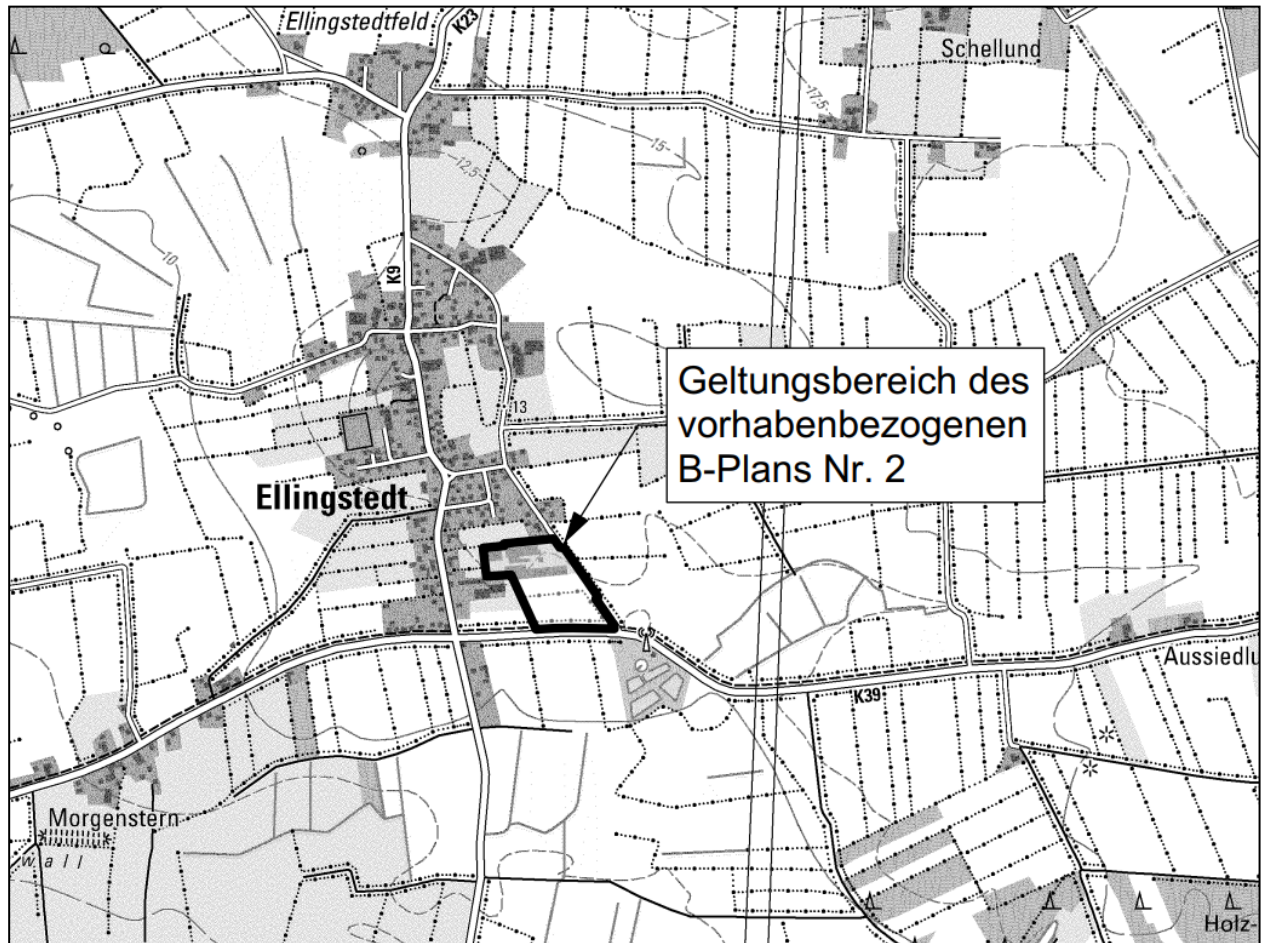 Ellingstedtfeld
K23
Schellund
17,5
15
12,5
10
K9
Geltungsbereich des
vorhabenbezogenen
B-Plans Nr. 2
13
Ellingstedt
Aussiedlu
K39
Morgenstern
wall
Holz-